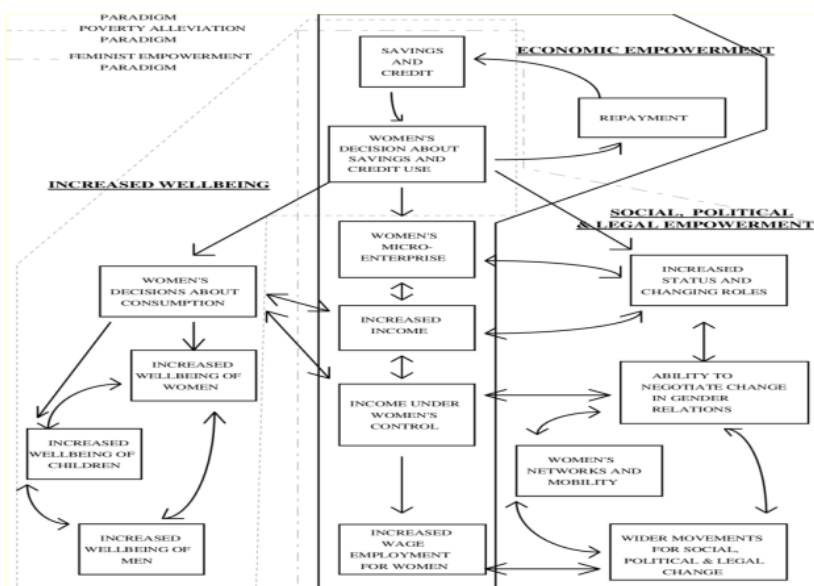 PARADIGM
POVERTY ALLEVIATION
PARADIGM
FEMINIST EMPOWERMENT
PARADIGM
SAVINGS
AND
CREDIT
ECONOMIC EMPOWERMENT
REPAYMENT
WOMEN'S
DECISION ABOUT
SAVINGS AND
CREDIT USE
INCREASED WELLBEING
SOCIAL, POLITICAL
& LEGAL EMPOWERMENT
WOMEN'S
MICRO-
ENTERPRISE
INCREASED
STATUS AND
CHANGING ROLES
WOMEN'S
DECISIONS ABOUT
CONSUMPTION
INCREASED
INCOME
INCREASED
WELLBEING OF
WOMEN
ABILITY TO
NEGOTIATE CHANGE
IN GENDER
RELATIONS
INCOME UNDER
WOMEN'S
CONTROL
INCREASED
WELLBEING OF
CHILDREN
WOMEN'S
NETWORKS AND
MOBILITY
INCREASED
WELLBEING OF
MEN
INCREASED
WAGE
EMPLOYMENT
FOR WOMEN
WIDER MOVEMENTS
FOR SOCIAL,
POLITICAL & LEGAL
CHANGE